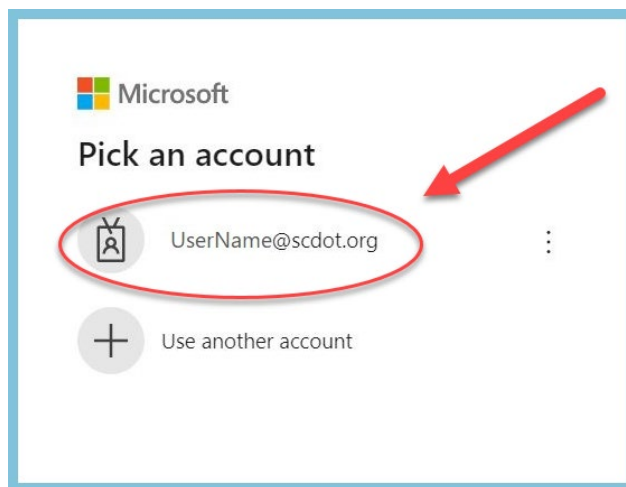 Microsoft
Pick an account
UserName@scdot.org
Use another account